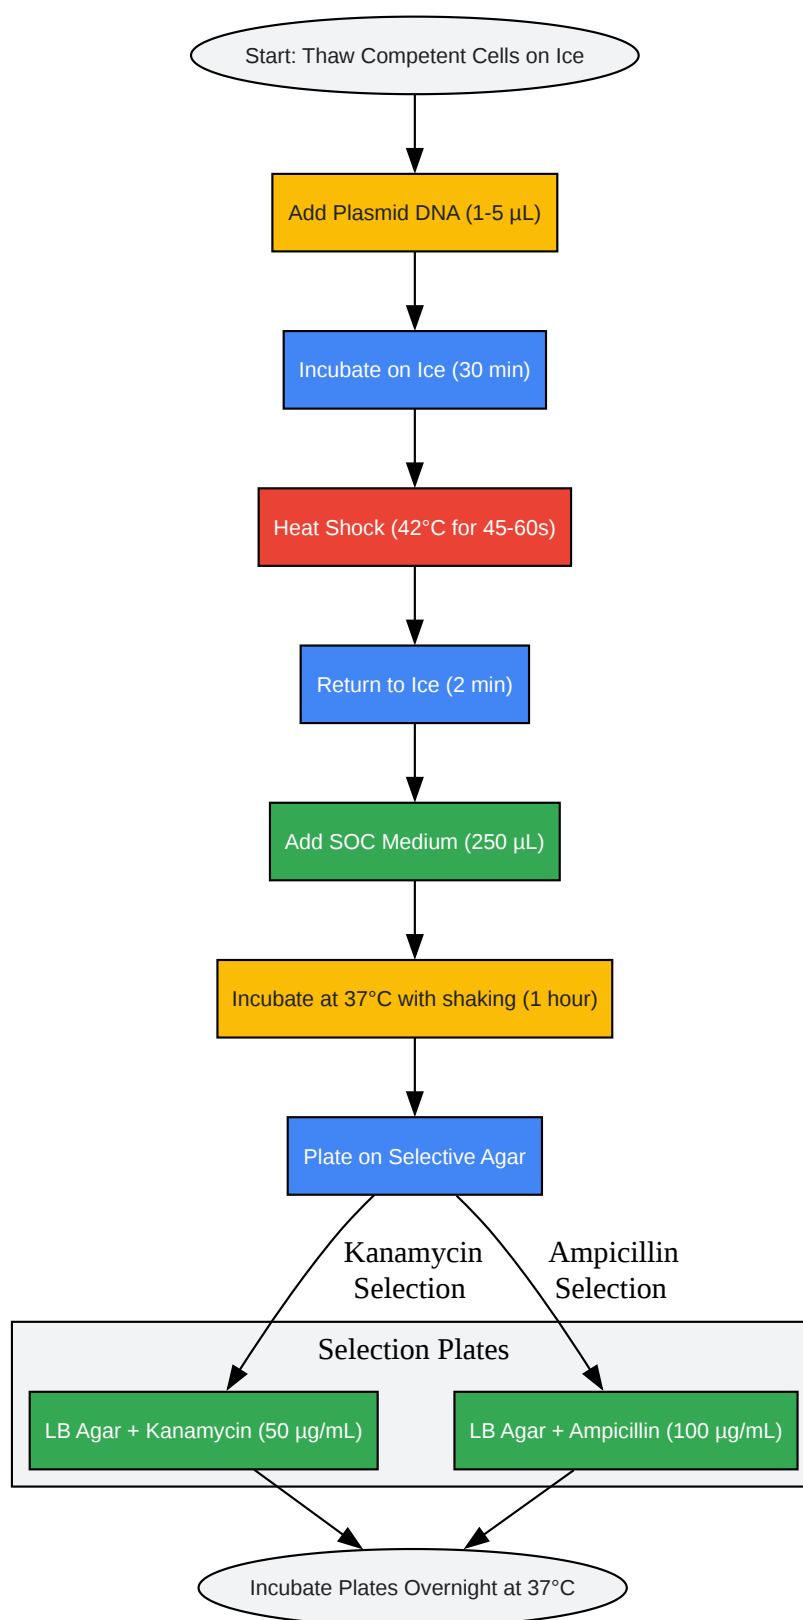 Start: Thaw Competent Cells on Ice
Add Plasmid DNA (1-5 µL)
Incubate on Ice (30 min)
Heat Shock (42°C for 45-60s)
Return to Ice (2 min)
Add SOC Medium (250 µL)
Incubate at 37°C with shaking (1 hour)
Plate on Selective Agar
Kanamycin
Selection
Ampicillin
Selection
Selection Plates
LB Agar + Kanamycin (50 µg/mL)
LB Agar + Ampicillin (100 µg/mL)
Incubate Plates Overnight at 37°C